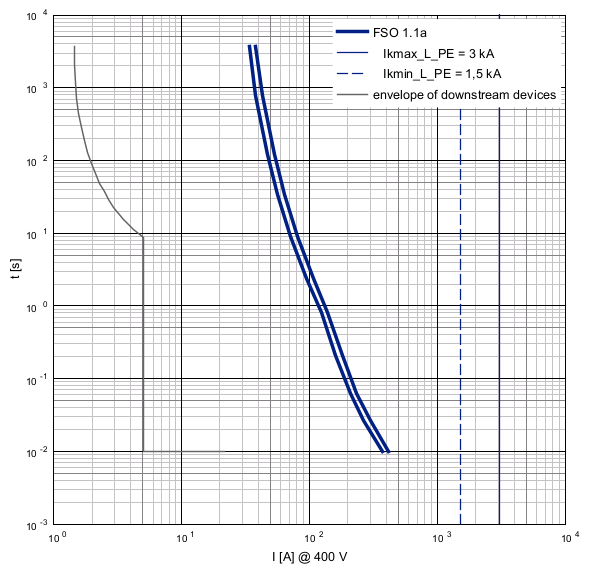 10 4
FSO 1.1a
Ikmax_L_PE = 3 kA
Ikmin_L_PE = 1,5 kA
envelope of downstream devices
10 3
10 2
10 1
t [s]
10 0
10 -1
10 -2
10 -3
10 0
10 1
10 2
10 3
10 4
I [A] @ 400 V